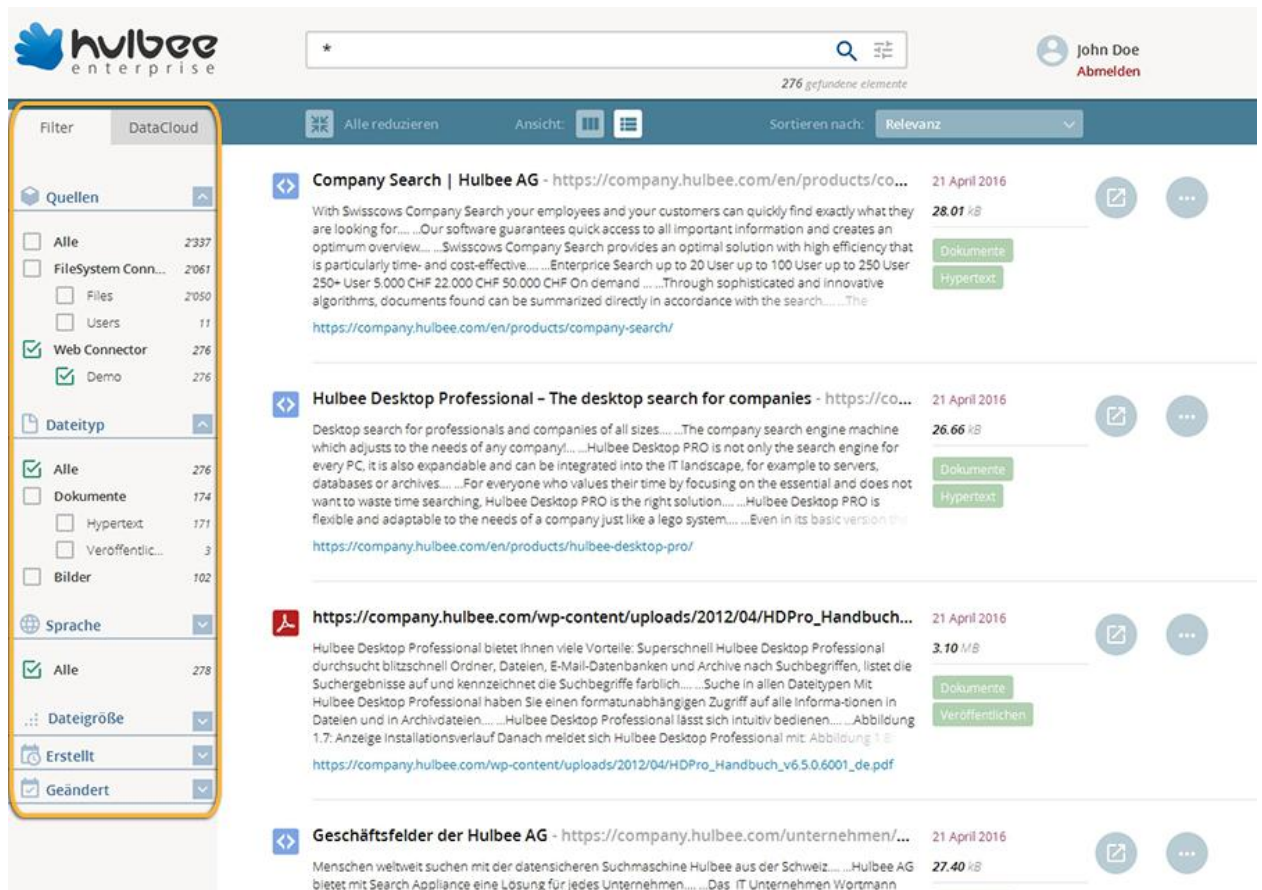 hulbee
enterprise
*
276 gefundene elemente
John Doe
Abmelden
Filter DataCloud
Alle reduzieren Ansicht: Sortieren nach: Relevanz
Quellen
Alle 2'337
FileSystem Conn... 2'061
Files 2'050
Users 11
Web Connector 276
Demo 276
Dateityp
Alle 276
Dokumente 174
Hypertext 171
Veröffentlic... 3
Bilder 102
Sprache
Alle 278
Dateigröße
Erstellt
Geändert
Company Search | Hulbee AG - https://company.hulbee.com/en/products/co...
With Swisscows Company Search your employees and your customers can quickly find exactly what they
are looking for.... ...Our software guarantees quick access to all important information and creates an
optimum overview.... ...Swisscows Company Search provides an optimal solution with high efficiency that
is particularly time- and cost-effective.... ...Enterprice Search up to 20 User up to 100 User up to 250 User
250+ User 5.000 CHF 22.000 CHF 50.000 CHF On demand ... ...Through sophisticated and innovative
algorithms, documents found can be summarized directly in accordance with the search.... ...The
https://company.hulbee.com/en/products/company-search/
21 April 2016
28.01 kB
Dokumente
Hypertext
Hulbee Desktop Professional – The desktop search for companies - https://co...
Desktop search for professionals and companies of all sizes.... ...The company search engine machine
which adjusts to the needs of any company!... ...Hulbee Desktop PRO is not only the search engine for
every PC, it is also expandable and can be integrated into the IT landscape, for example to servers,
databases or archives.... ...For everyone who values their time by focusing on the essential and does not
want to waste time searching, Hulbee Desktop PRO is the right solution.... ...Hulbee Desktop PRO is
flexible and adaptable to the needs of a company just like a lego system.... ...Even in its basic version the
https://company.hulbee.com/en/products/hulbee-desktop-pro/
21 April 2016
26.66 kB
Dokumente
Hypertext
https://company.hulbee.com/wp-content/uploads/2012/04/HDPro_Handbuch...
Hulbee Desktop Professional bietet Ihnen viele Vorteile: Superschnell Hulbee Desktop Professional
durchsucht blitzschnell Ordner, Dateien, E-Mail-Datenbanken und Archive nach Suchbegriffen, listet die
Suchergebnisse auf und kennzeichnet die Suchbegriffe farblich.... ...Suche in allen Dateitypen Mit
Hulbee Desktop Professional haben Sie einen formatunabhängigen Zugriff auf alle Informa-tionen in
Dateien und in Archivdateien.... ...Hulbee Desktop Professional lässt sich intuitiv bedienen.... ...Abbildung
1.7: Anzeige Installationsverlauf Danach meldet sich Hulbee Desktop Professional mit: Abbildung 1.8:
https://company.hulbee.com/wp-content/uploads/2012/04/HDPro_Handbuch_v6.5.0.6001_de.pdf
21 April 2016
3.10 MB
Dokumente
Veröffentlichen
Geschäftsfelder der Hulbee AG - https://company.hulbee.com/unternehmen/...
Menschen weltweit suchen mit der datensicheren Suchmaschine Hulbee aus der Schweiz.... ...Hulbee AG
bietet mit Search Appliance eine Lösung für jedes Unternehmen.... ...Das IT Unternehmen Wortmann
21 April 2016
27.40 kB